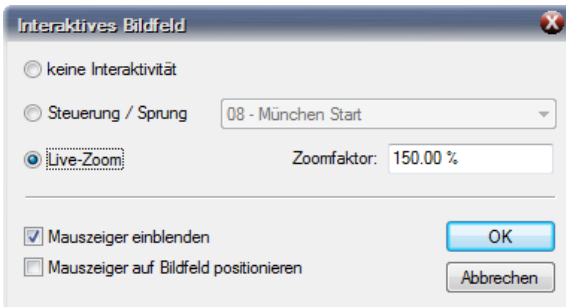 Interaktives Bildfeld
keine Interaktivität
Steuerung / Sprung 08 - München Start
Live-Zoom Zoomfaktor: 150.00 %
Mauszeiger einblenden OK
Mauszeiger auf Bildfeld positionieren Abbrechen